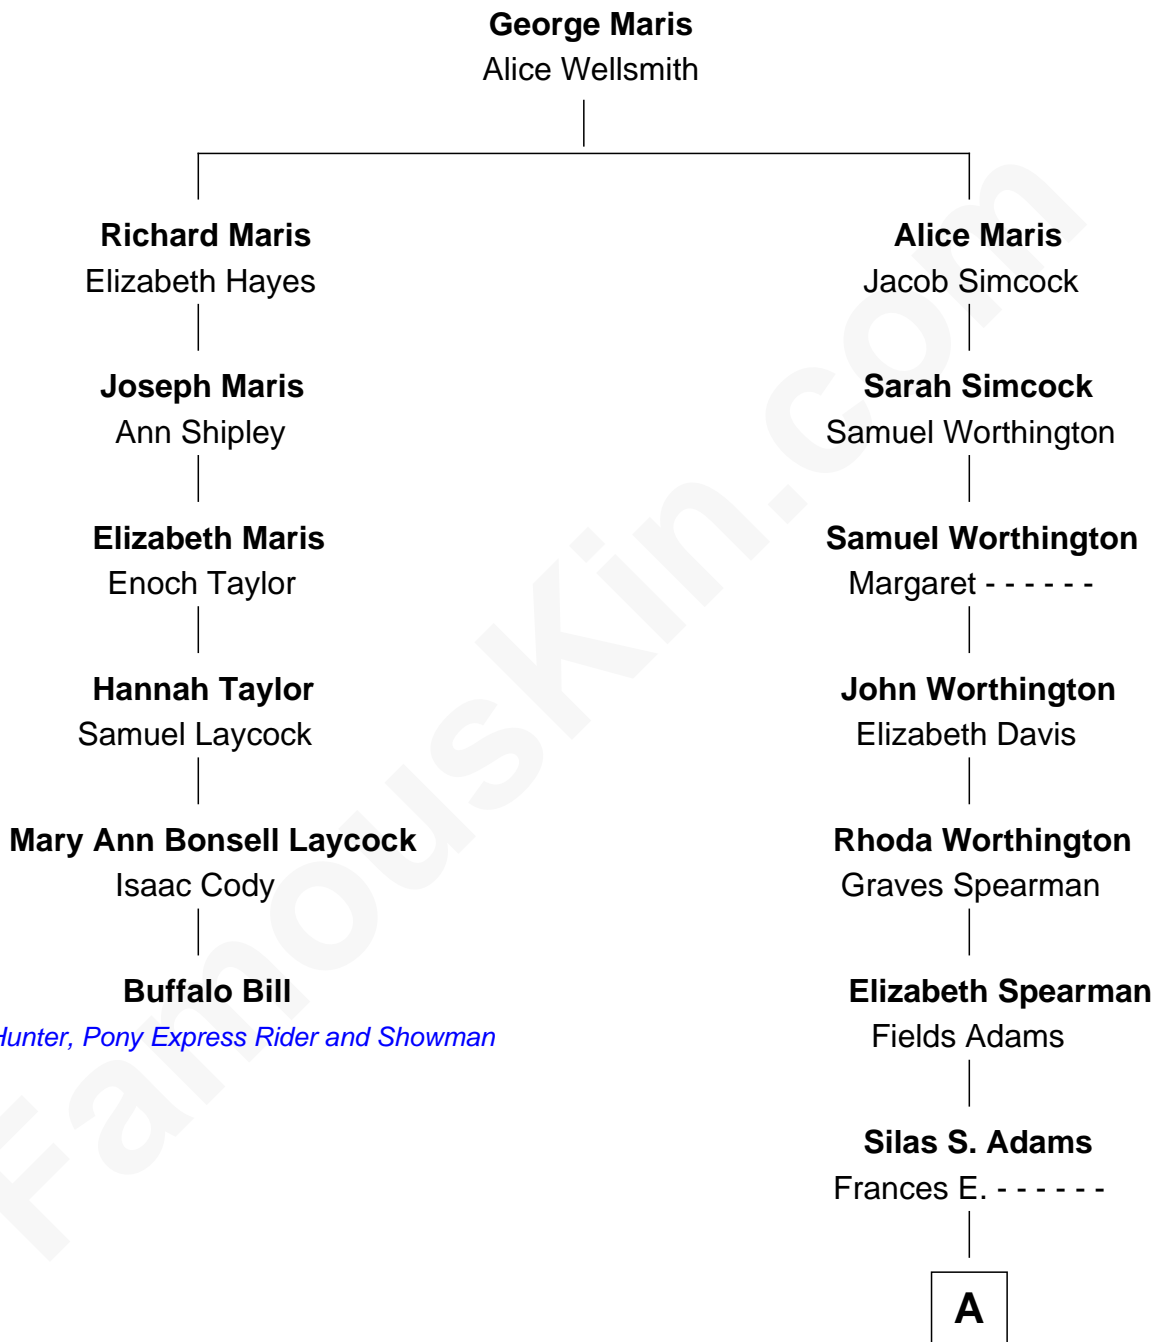 George Maris
Alice Wellsmith
Richard Maris
Elizabeth Hayes
Joseph Maris
Ann Shipley
Elizabeth Maris
Enoch Taylor
Hannah Taylor
Samuel Laycock
Mary Ann Bonsell Laycock
Isaac Cody
Buffalo Bill
Hunter, Pony Express Rider and Showman
Alice Maris
Jacob Simcock
Sarah Simcock
Samuel Worthington
Samuel Worthington
Margaret - - - - - -
John Worthington
Elizabeth Davis
Rhoda Worthington
Graves Spearman
Elizabeth Spearman
Fields Adams
Silas S. Adams
Frances E. - - - - - -
A
FamousKin.com